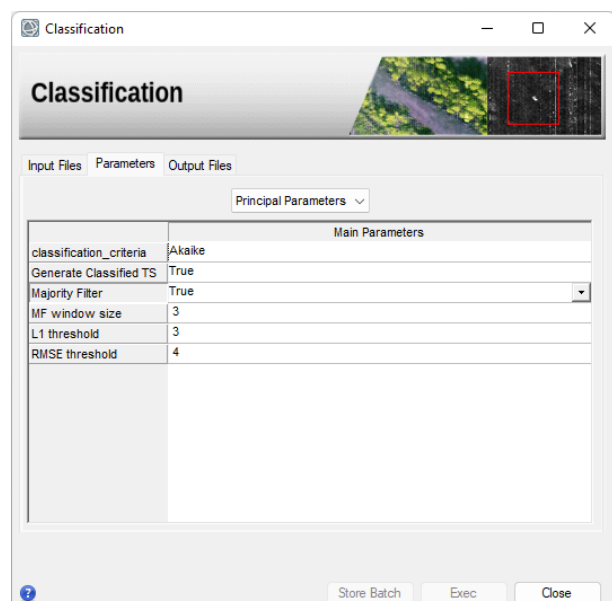 Classification
Classification
Input Files Parameters Output Files
Principal Parameters
Main Parameters
classification_criteria Akaike
Generate Classified TS True
Majority Filter True
MF window size 3
L1 threshold 3
RMSE threshold 4
? Store Batch Exec Close